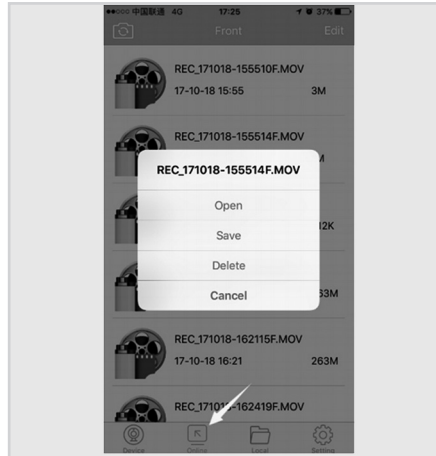 中国联通 4G 17:25 37%
Front Edit
REC_171018-155510F.MOV
17-10-18 15:55 3M
REC_171018-155514F.MOV
M
REC_171018-155514F.MOV
Open
12K
Save
Delete
Cancel 33M
REC_171018-162115F.MOV
17-10-18 16:21 263M
REC_171018-162419F.MOV
Device Online Local Setting